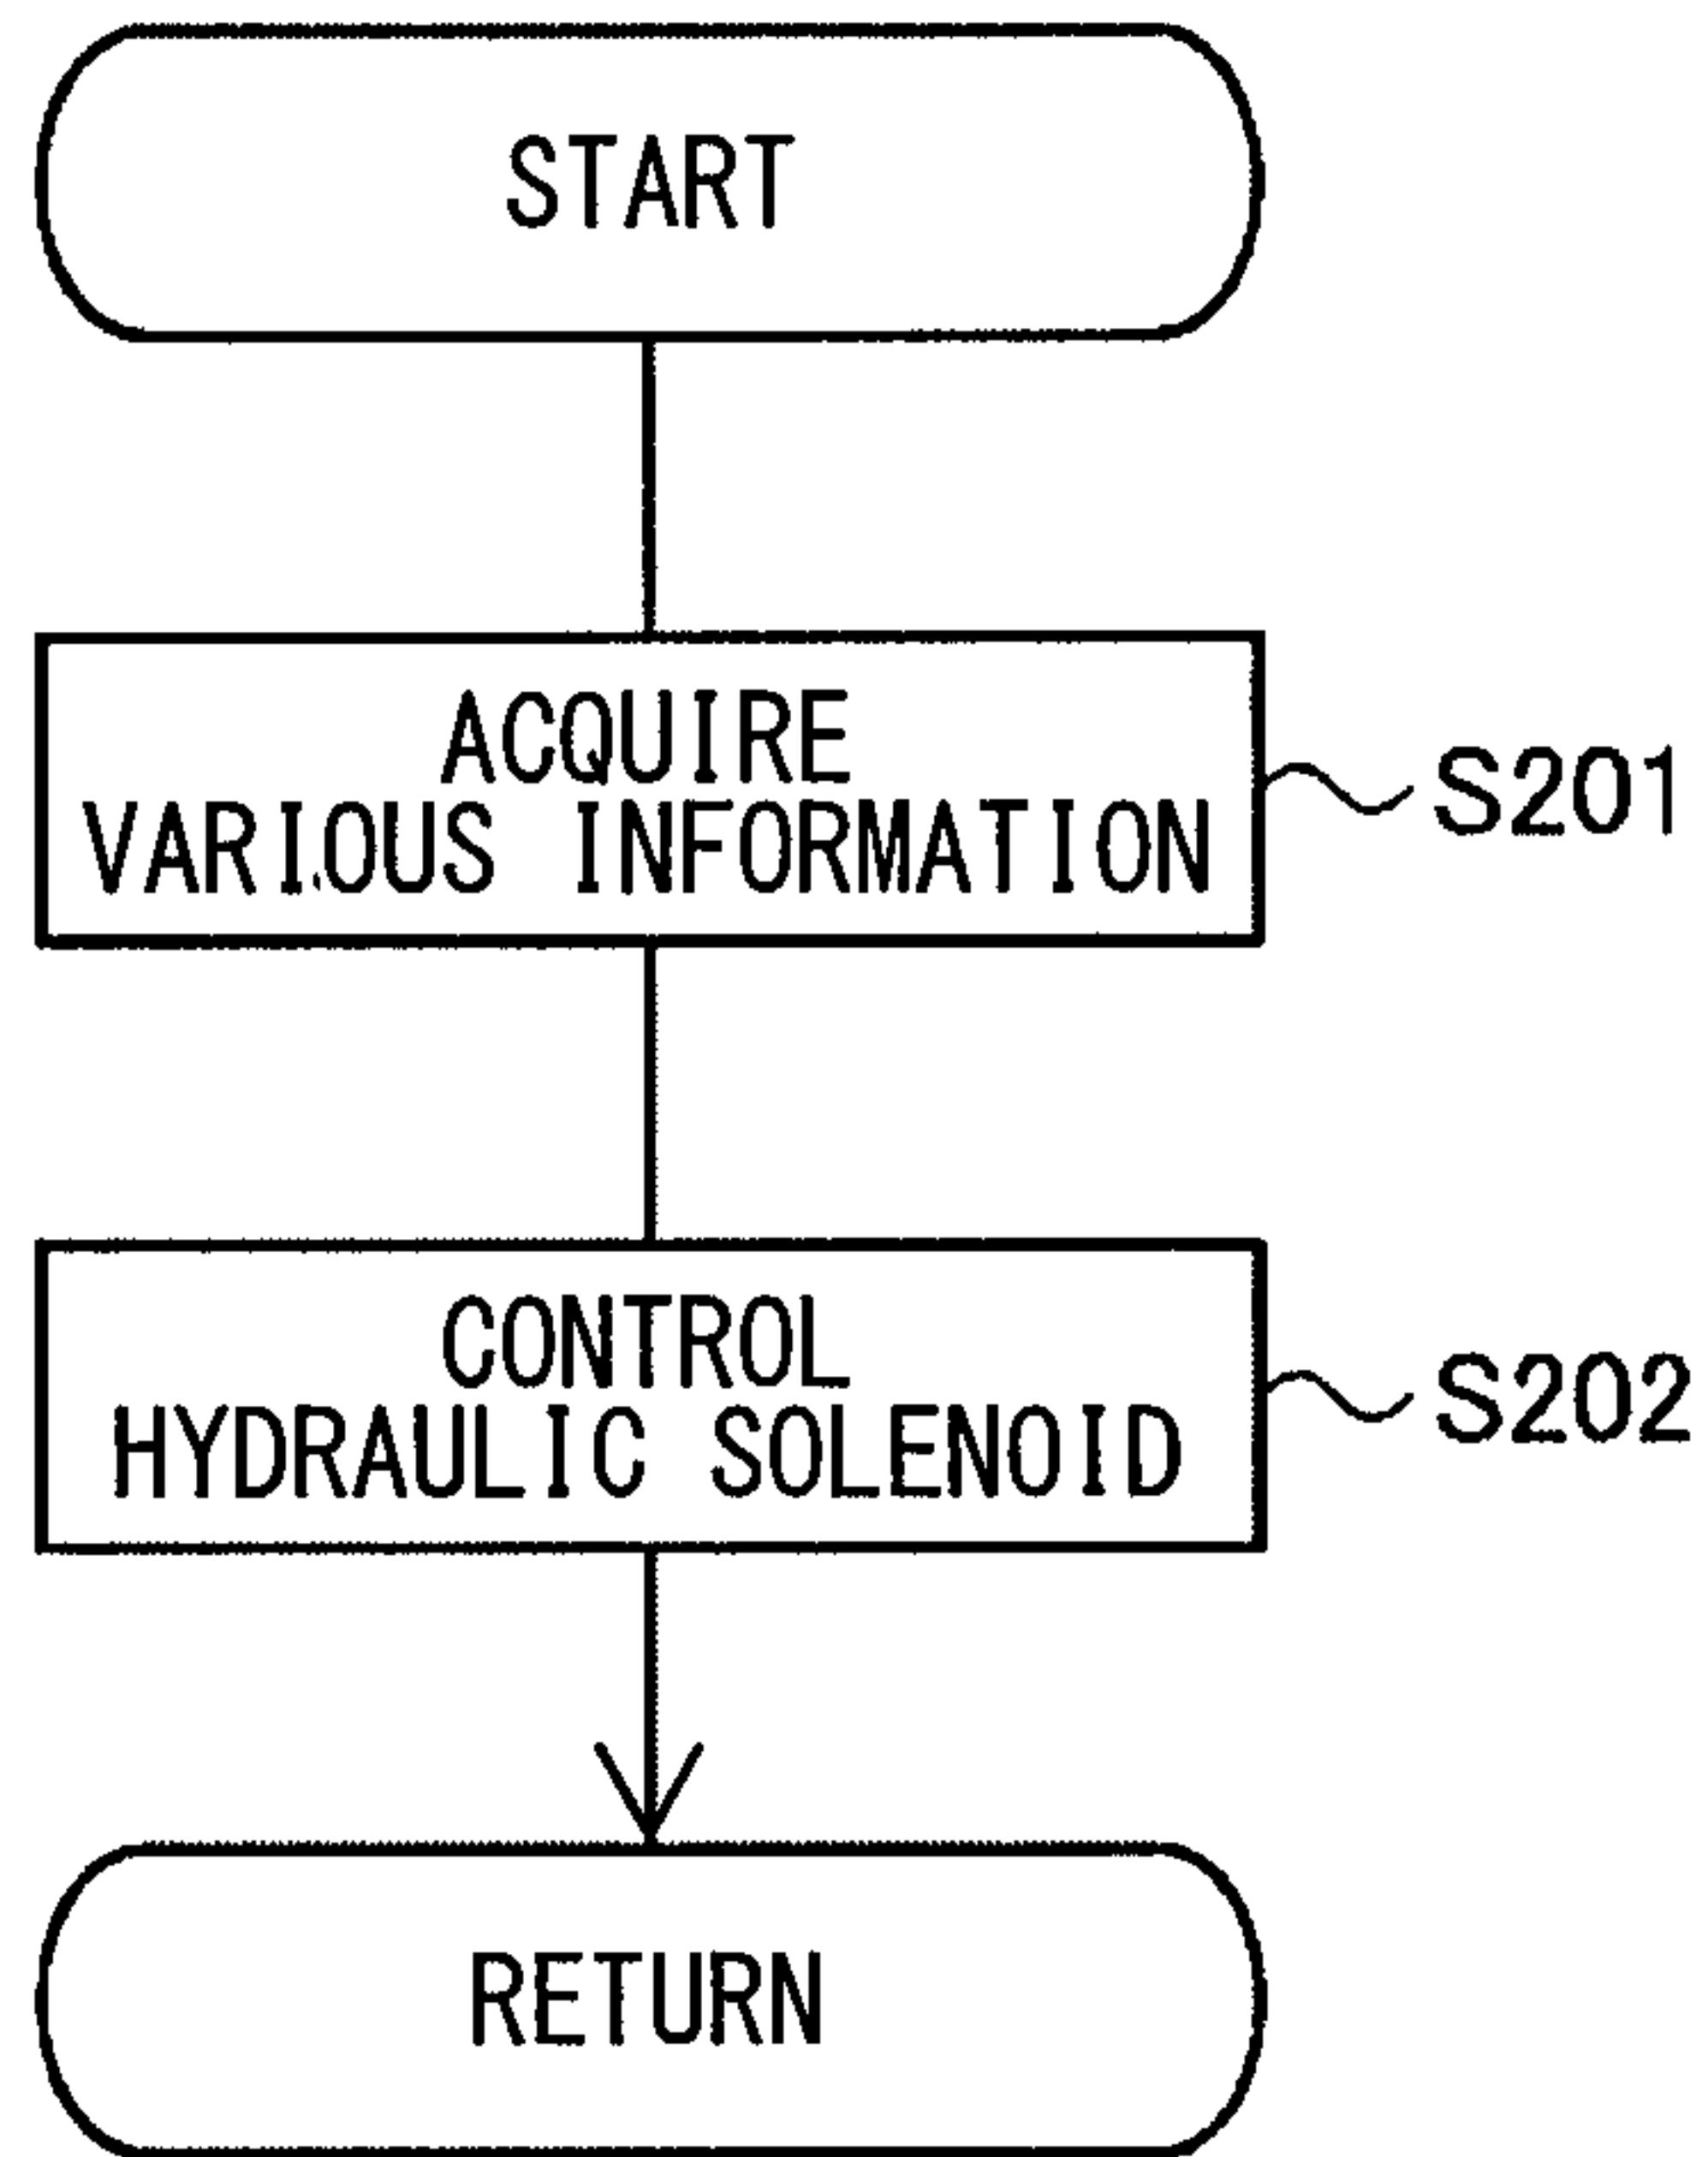 START
ACQUIRE
VARIOUS INFORMATION
S201
CONTROL
HYDRAULIC SOLENOID
S202
RETURN